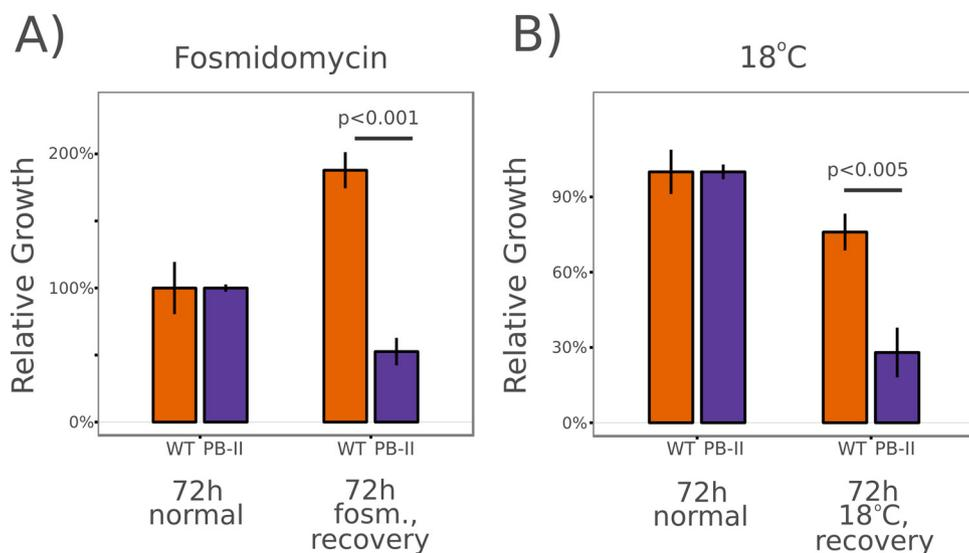 A)
Fosmidomycin
p<0.001
200%
100%
0%
Relative Growth
WT PB-II WT PB-II
72h
normal
72h
fosm.,
recovery
B)
18°C
p<0.005
90%
60%
30%
0%
Relative Growth
WT PB-II WT PB-II
72h
normal
72h
18°C,
recovery